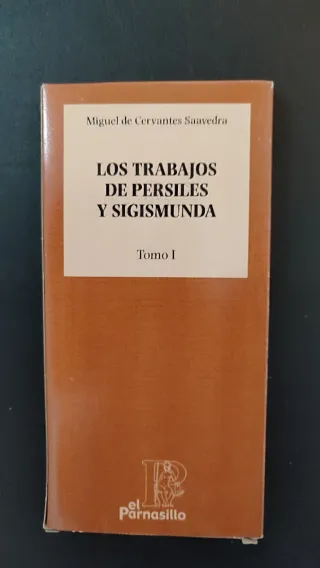 Miguel de Cervantes Saavedra
LOS TRABAJOS
DE PERSILES
Y SIGISMUNDA
Tomo I
P
el
Parnasillo